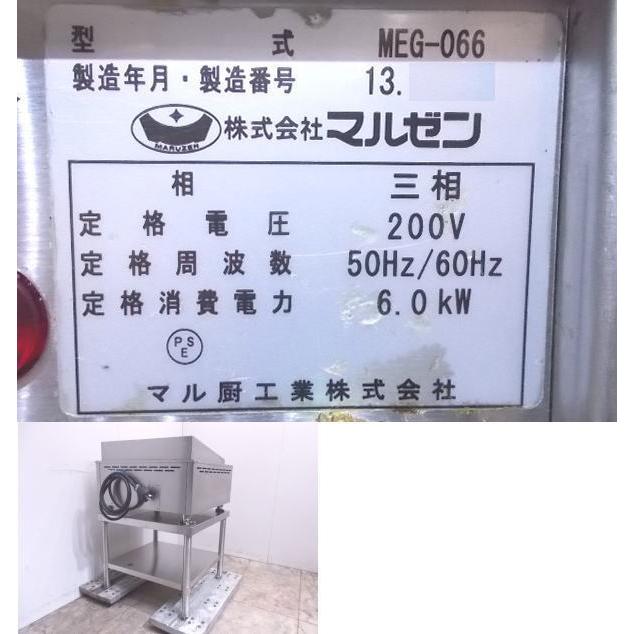 型式 MEG-066
製造年月・製造番号 13.
MARUZEN 株式会社マルゼン
相 三相
定格電圧 200V
定格周波数 50Hz/60Hz
定格消費電力 6.0kW
PSE
マル厨工業株式会社